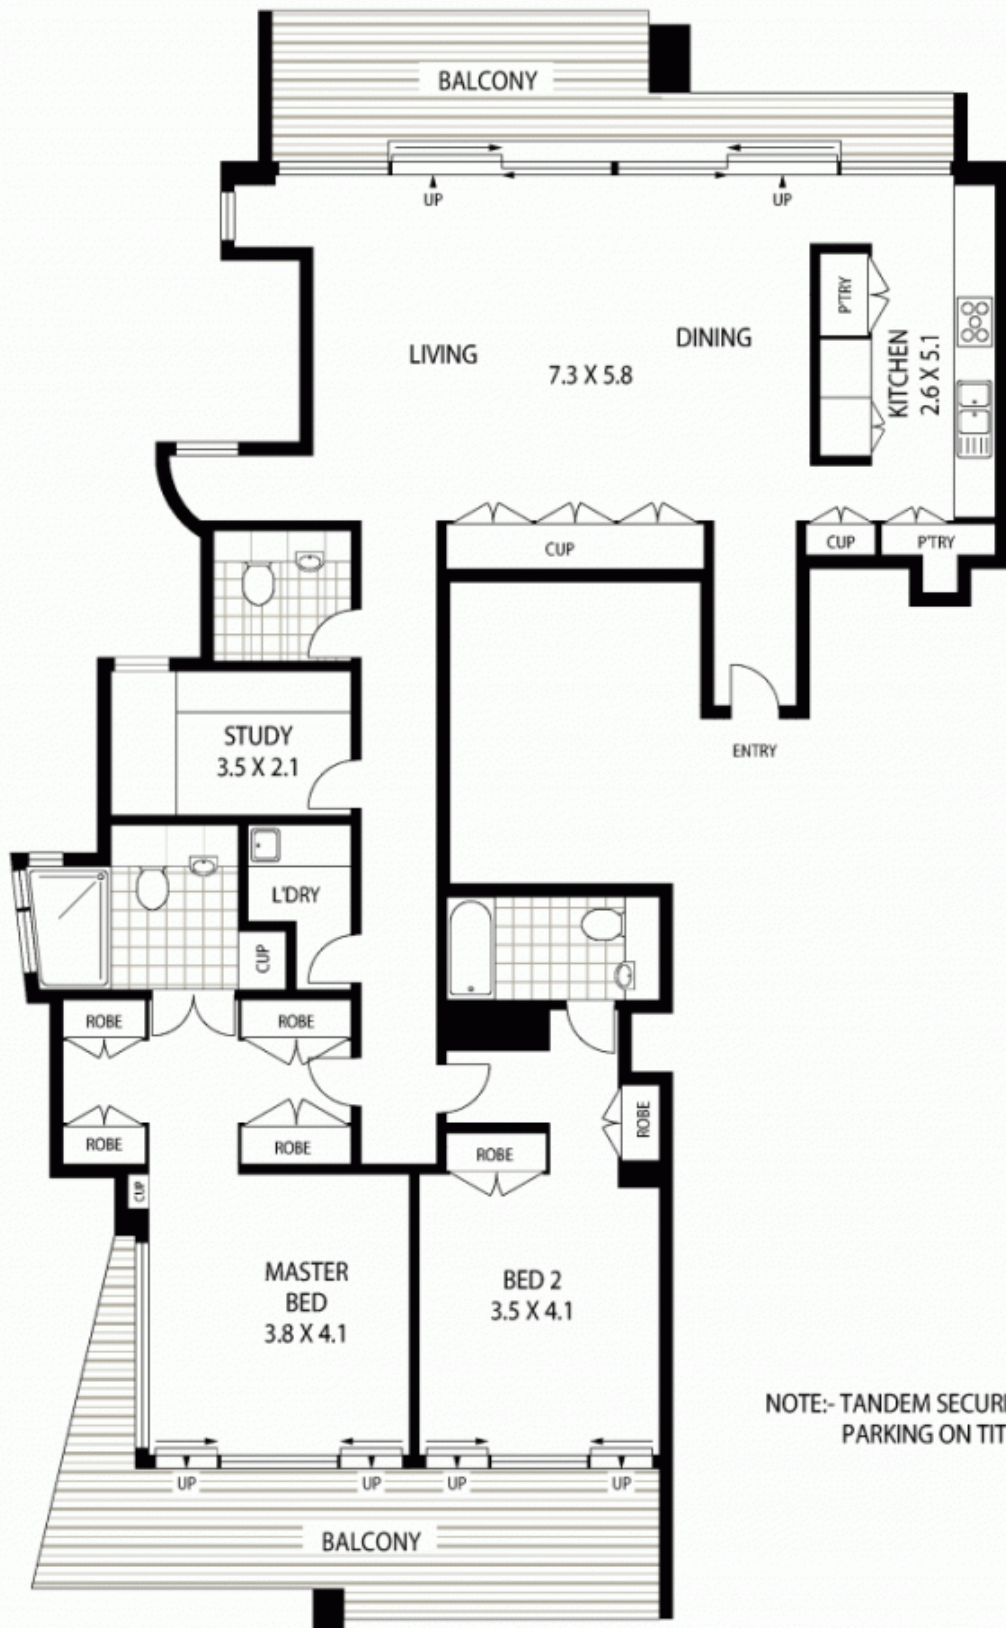 BALCONY
UP
UP
P'TRY
DINING
LIVING
7.3 X 5.8
KITCHEN
2.6 X 5.1
CUP
CUP
P'TRY
STUDY
3.5 X 2.1
ENTRY
L'DRY
CUP
ROBE
ROBE
ROBE
ROBE
ROBE
ROBE
CUP
MASTER
BED
3.8 X 4.1
BED 2
3.5 X 4.1
NOTE:- TANDEM SECURI
PARKING ON TIT
UP
UP
UP
UP
BALCONY